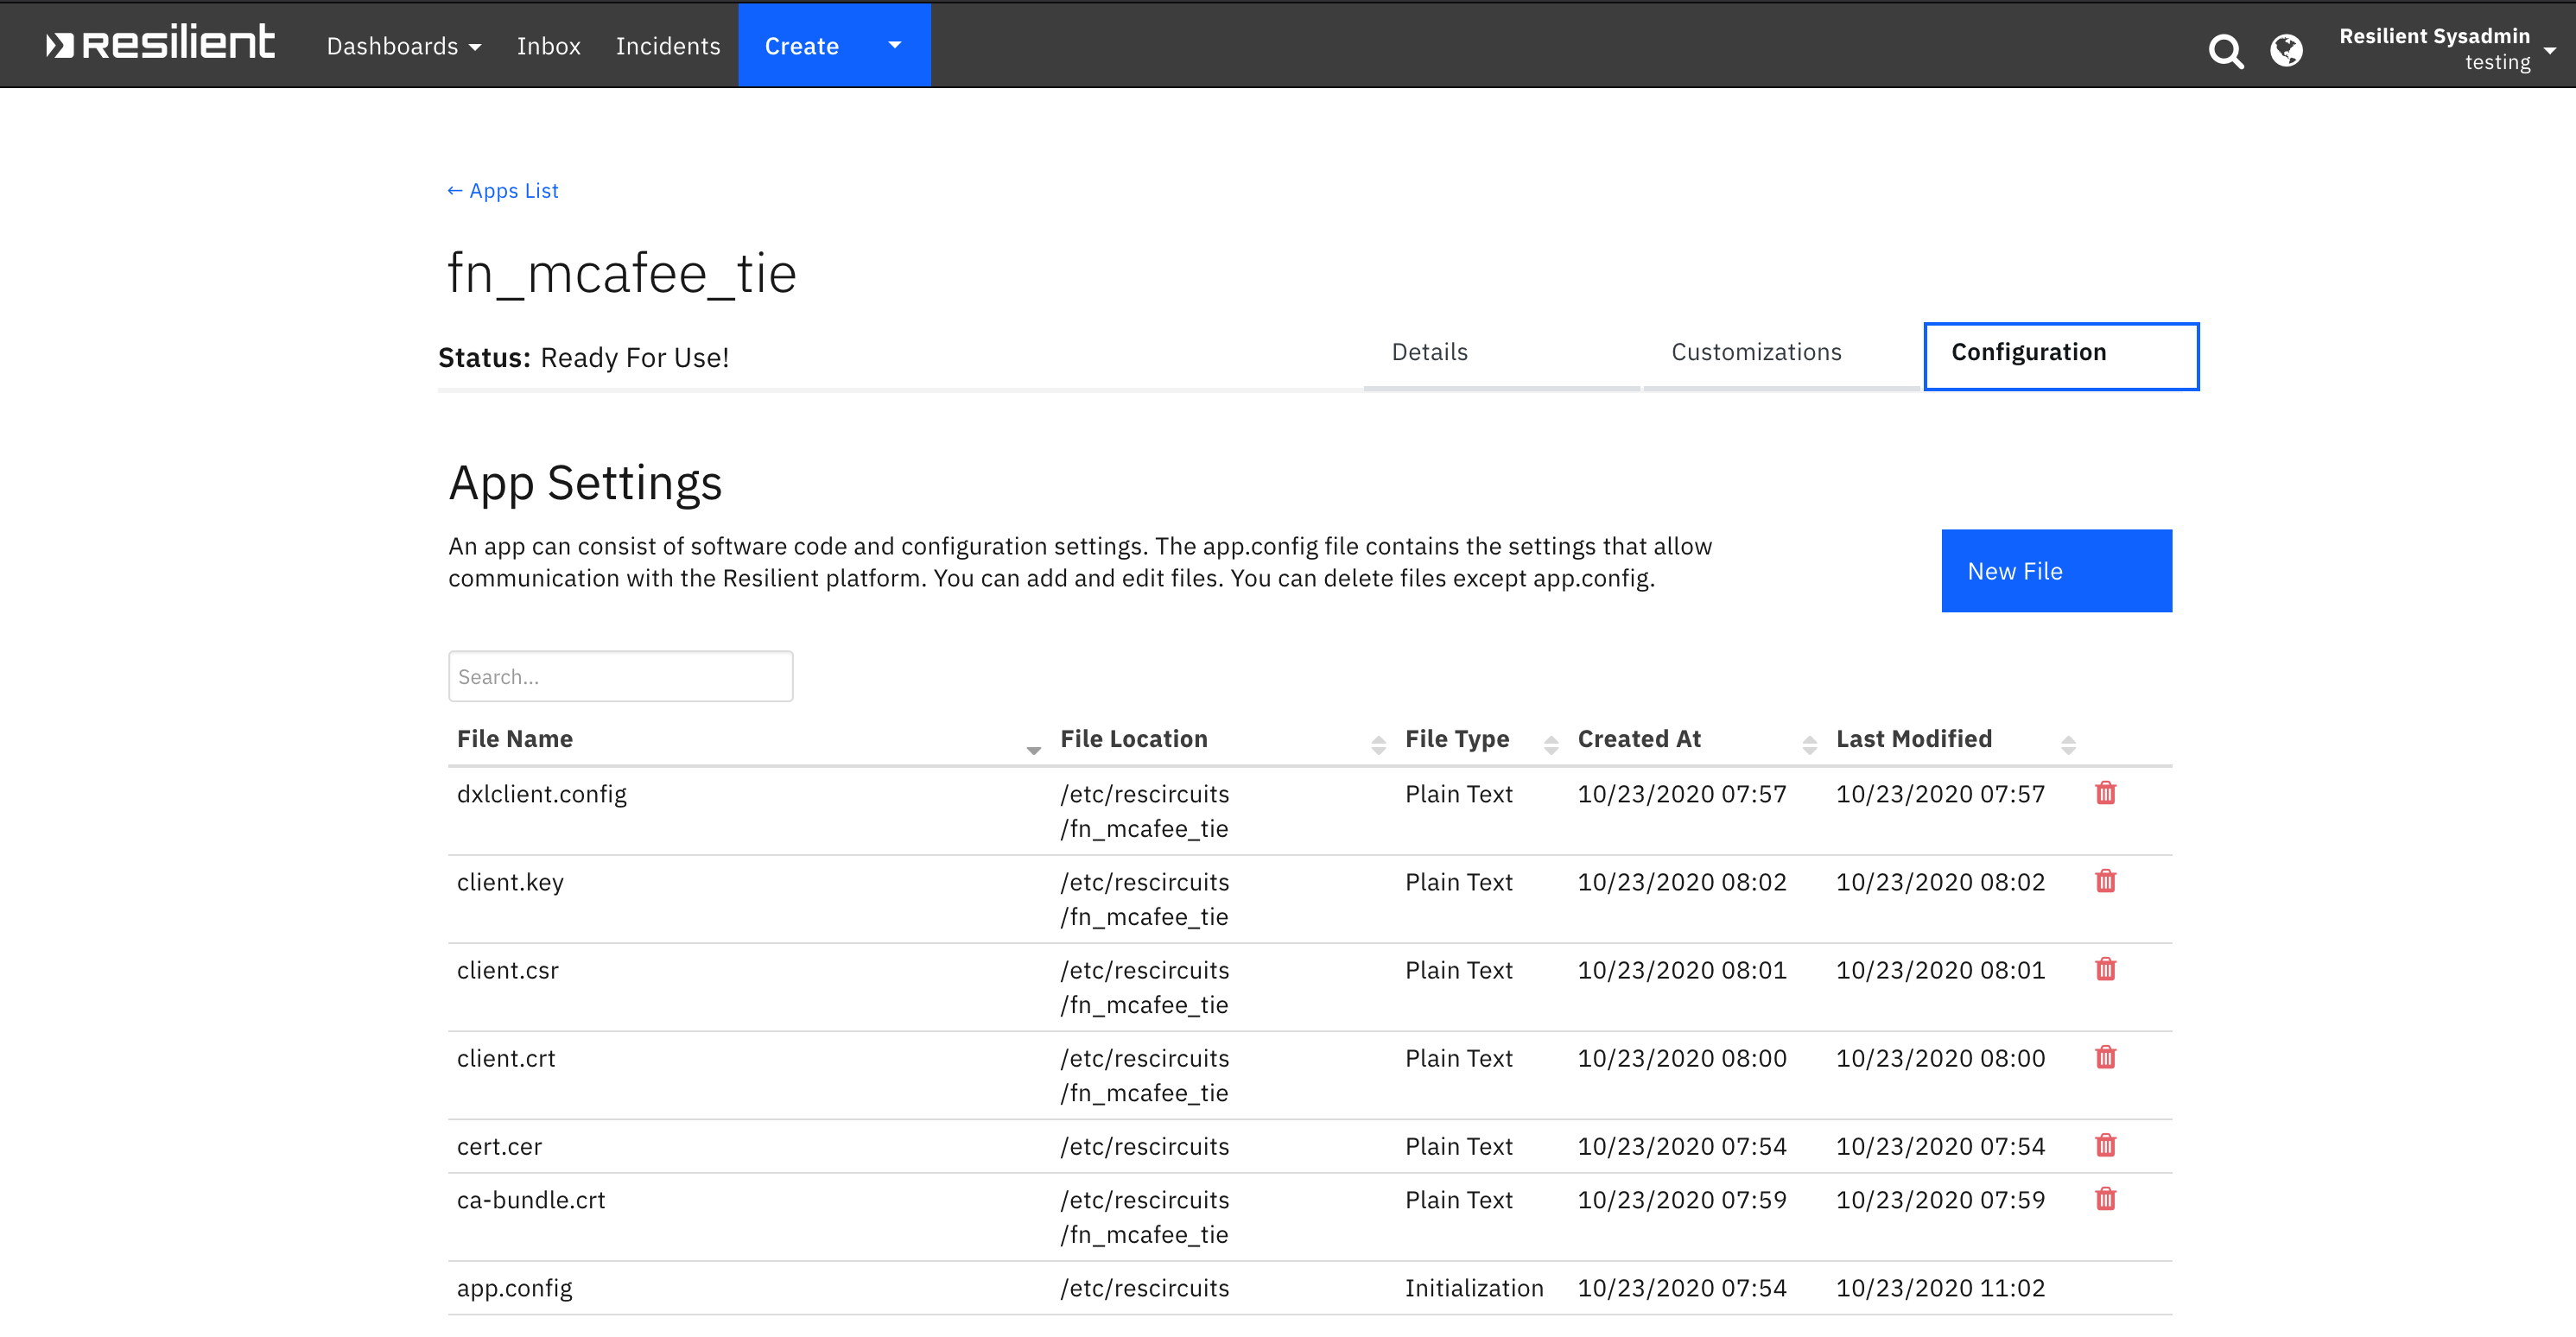 resilient Dashboards Inbox Incidents Create Resilient Sysadmin
testing
← Apps List
fn_mcafee_tie
Status: Ready For Use! Details Customizations Configuration
App Settings
An app can consist of software code and configuration settings. The app.config file contains the settings that allow
communication with the Resilient platform. You can add and edit files. You can delete files except app.config.
New File
Search...
File Name File Location File Type Created At Last Modified
dxlclient.config /etc/rescircuits Plain Text 10/23/2020 07:57 10/23/2020 07:57
/fn_mcafee_tie
client.key /etc/rescircuits Plain Text 10/23/2020 08:02 10/23/2020 08:02
/fn_mcafee_tie
client.csr /etc/rescircuits Plain Text 10/23/2020 08:01 10/23/2020 08:01
/fn_mcafee_tie
client.crt /etc/rescircuits Plain Text 10/23/2020 08:00 10/23/2020 08:00
/fn_mcafee_tie
cert.cer /etc/rescircuits Plain Text 10/23/2020 07:54 10/23/2020 07:54
ca-bundle.crt /etc/rescircuits Plain Text 10/23/2020 07:59 10/23/2020 07:59
/fn_mcafee_tie
app.config /etc/rescircuits Initialization 10/23/2020 07:54 10/23/2020 11:02